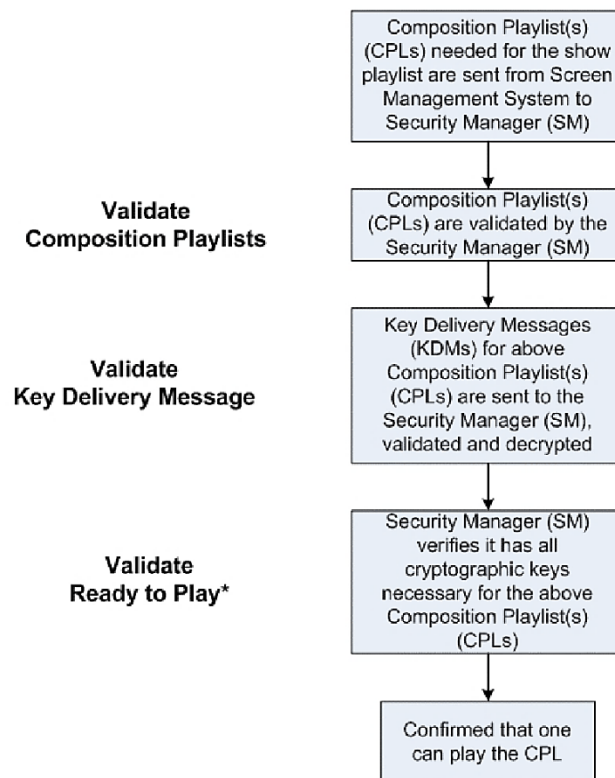 Composition Playlist(s)
(CPLs) needed for the show
playlist are sent from Screen
Management System to
Security Manager (SM)
Validate
Composition Playlists
Composition Playlist(s)
(CPLs) are validated by the
Security Manager (SM)
Validate
Key Delivery Message
Key Delivery Messages
(KDMs) for above
Composition Playlist(s)
(CPLs) are sent to the
Security Manager (SM),
validated and decrypted
Validate
Ready to Play*
Security Manager (SM)
verifies it has all
cryptographic keys
necessary for the above
Composition Playlist(s)
(CPLs)
Confirmed that one
can play the CPL